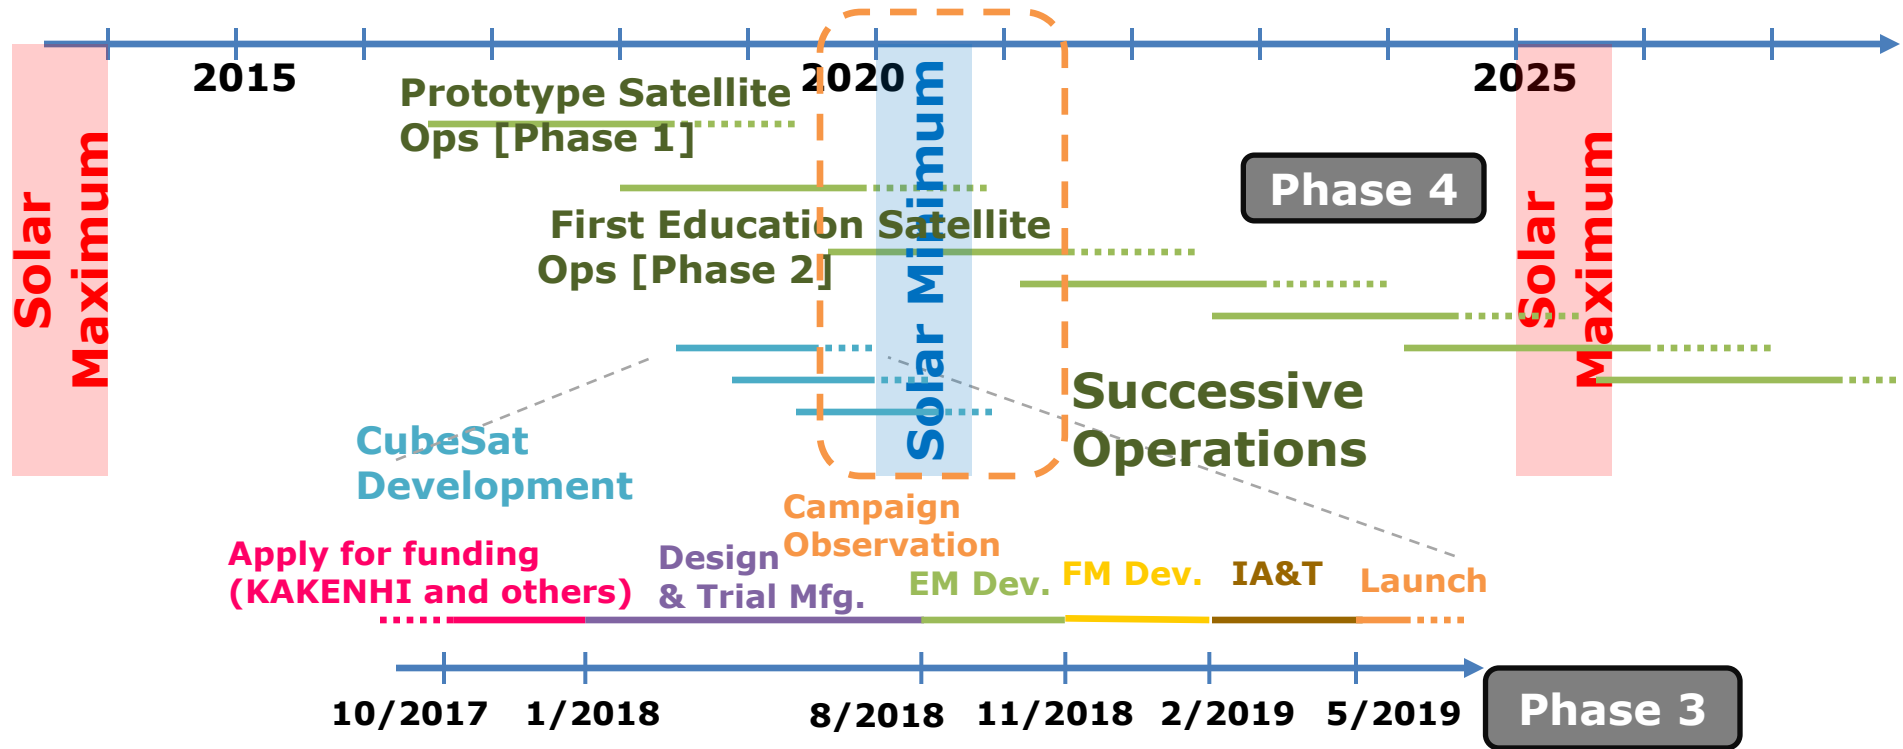 2015
2020
2025
Solar
Maximum
Prototype Satellite
Ops [Phase 1]
Solar Minimum
Phase 4
Solar
Maximum
First Education Satellite
Ops [Phase 2]
Successive
Operations
CubeSat
Development
Campaign
Observation
Apply for funding
(KAKENHI and others)
Design
& Trial Mfg.
EM Dev.
FM Dev.
IA&T
Launch
10/2017
1/2018
8/2018
11/2018
2/2019
5/2019
Phase 3